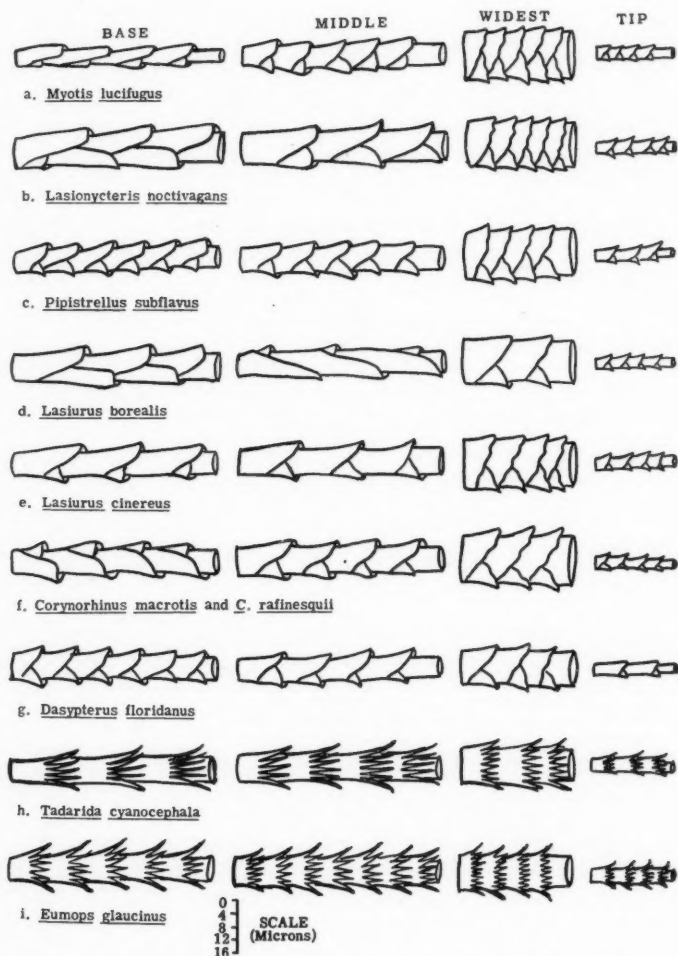 BASE MIDDLE WIDEST TIP
a. Myotis lucifugus
b. Lasionycteris noctivagans
c. Pipistrellus subflavus
d. Lasiurus borealis
e. Lasiurus cinereus
f. Corynorhinus macrotis and C. rafinesquii
g. Dasypterus floridanus
h. Tadarida cyanocephala
i. Eumops glaucinus
0
4
8
12
16
SCALE
(Microns)